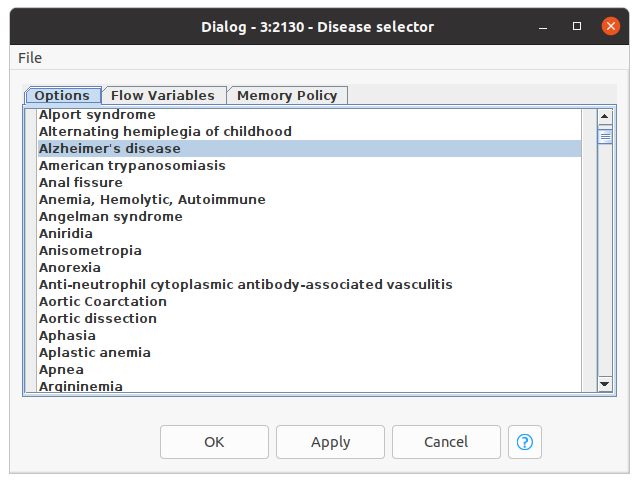 Dialog - 3:2130 - Disease selector
File
Options Flow Variables Memory Policy
Alport syndrome
Alternating hemiplegia of childhood
Alzheimer's disease
American trypanosomiasis
Anal fissure
Anemia, Hemolytic, Autoimmune
Angelman syndrome
Aniridia
Anisometropia
Anorexia
Anti-neutrophil cytoplasmic antibody-associated vasculitis
Aortic Coarctation
Aortic dissection
Aphasia
Aplastic anemia
Apnea
Argininemia
OK Apply Cancel ?